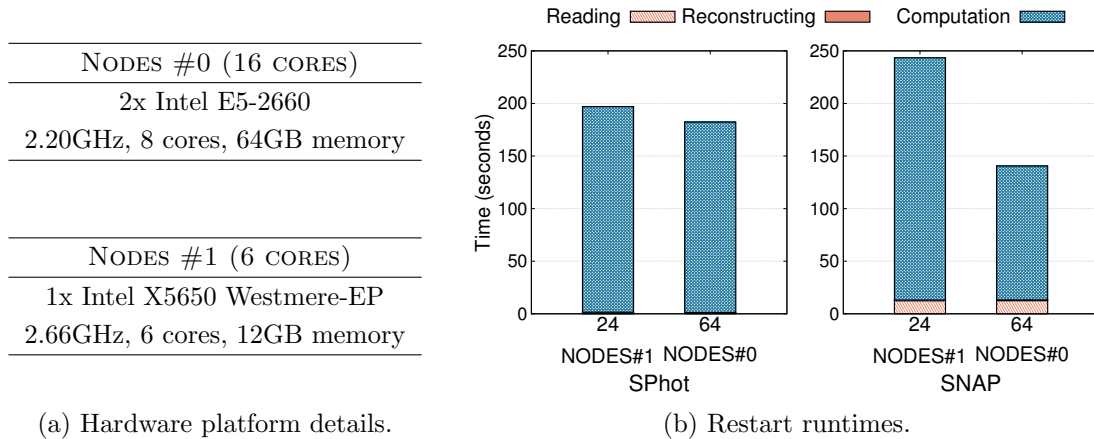 NODES #0 (16 CORES)
2x Intel E5-2660
2.20GHz, 8 cores, 64GB memory
NODES #1 (6 CORES)
1x Intel X5650 Westmere-EP
2.66GHz, 6 cores, 12GB memory
(a) Hardware platform details.
Reading Reconstructing Computation
Time (seconds)
250
200
150
100
50
0
24 64
NODES#1 NODES#0
SPhot
250
200
150
100
50
0
24 64
NODES#1 NODES#0
SNAP
(b) Restart runtimes.